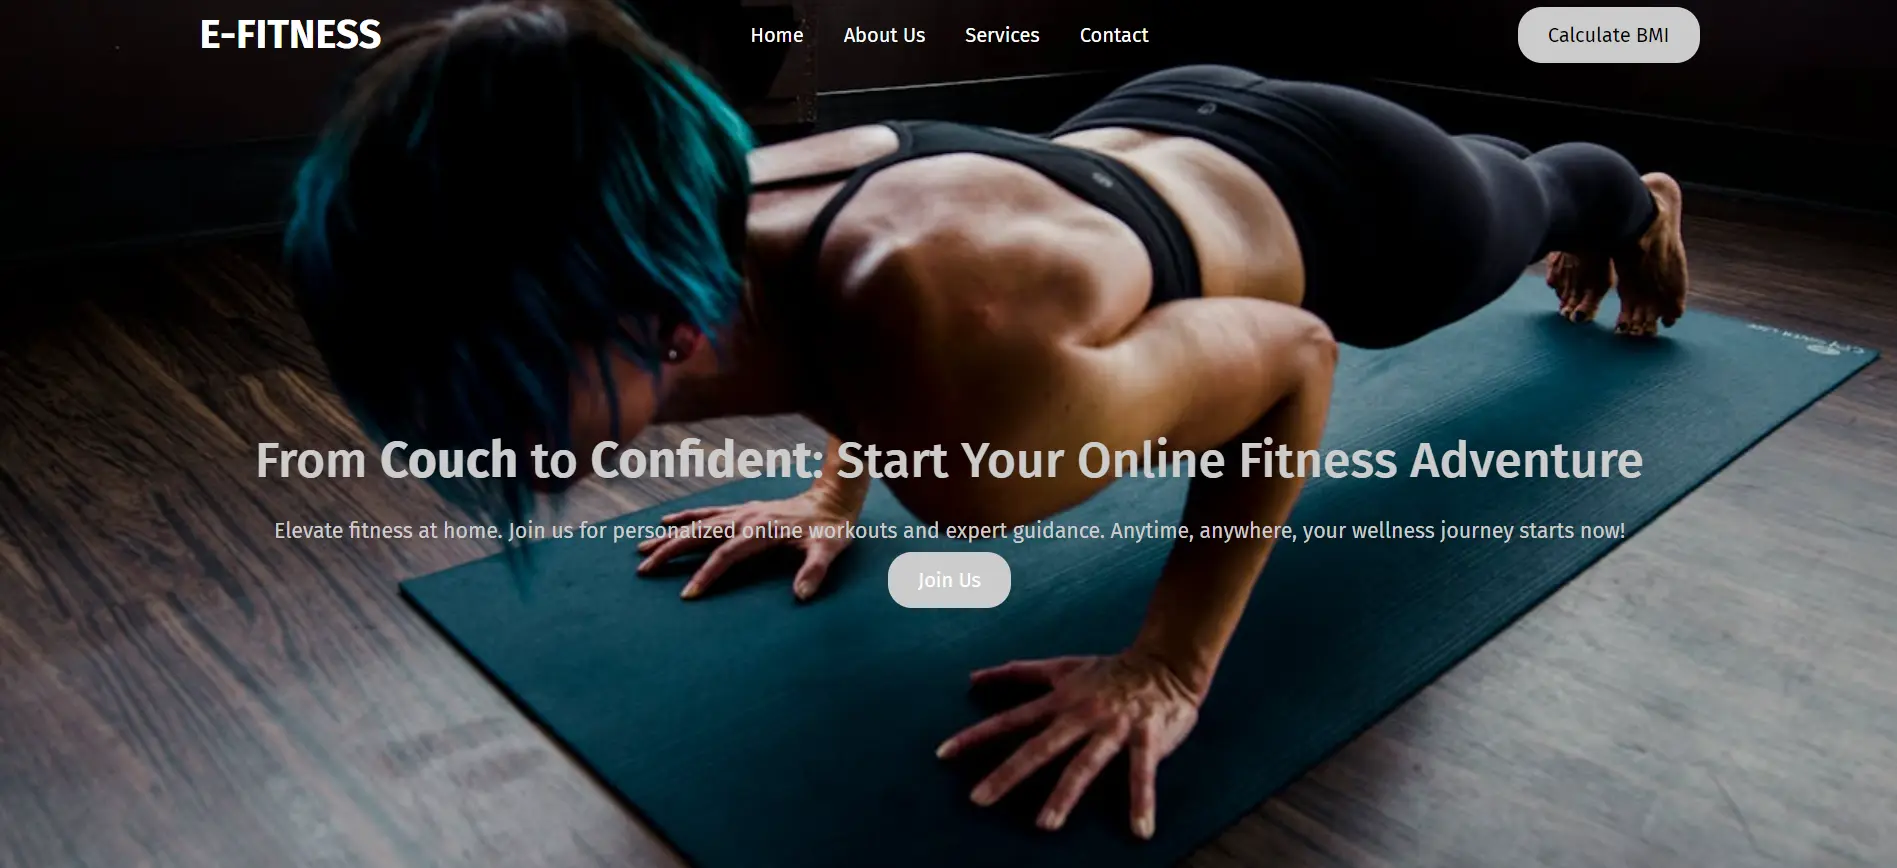 E-FITNESS
Home About Us Services Contact
Calculate BMI
From Couch to Confident: Start Your Online Fitness Adventure
Elevate fitness at home. Join us for personalized online workouts and expert guidance. Anytime, anywhere, your wellness journey starts now!
Join Us